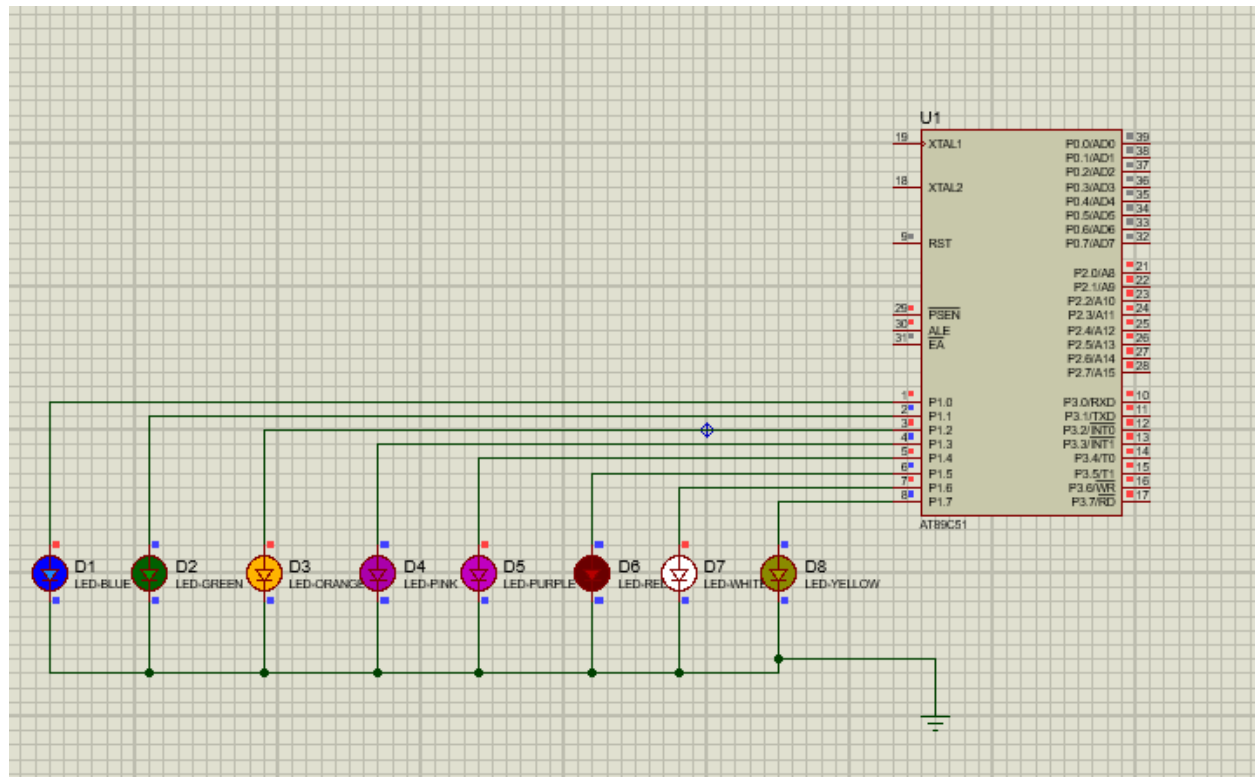 U1
19 XTAL1 P0.0/AD0 39
P0.1/AD1 38
P0.2/AD2 37
18 XTAL2 P0.3/AD3 36
P0.4/AD4 35
P0.5/AD5 34
P0.6/AD6 33
9 RST P0.7/AD7 32
P2.0/A8 21
P2.1/A9 22
P2.2/A10 23
29 PSEN P2.3/A11 24
30 ALE P2.4/A12 25
31 EA P2.5/A13 26
P2.6/A14 27
P2.7/A15 28
1 P1.0 P3.0/RXD 10
2 P1.1 P3.1/TXD 11
3 P1.2 P3.2/INT0 12
4 P1.3 P3.3/INT1 13
5 P1.4 P3.4/T0 14
6 P1.5 P3.5/T1 15
7 P1.6 P3.6/WR 16
8 P1.7 P3.7/RD 17
AT89C51
D1 D2 D3 D4 D5 D6 D7 D8
LED-BLUE LED-GREEN LED-ORANGE LED-PINK LED-PURPLE LED-RED LED-WHITE LED-YELLOW